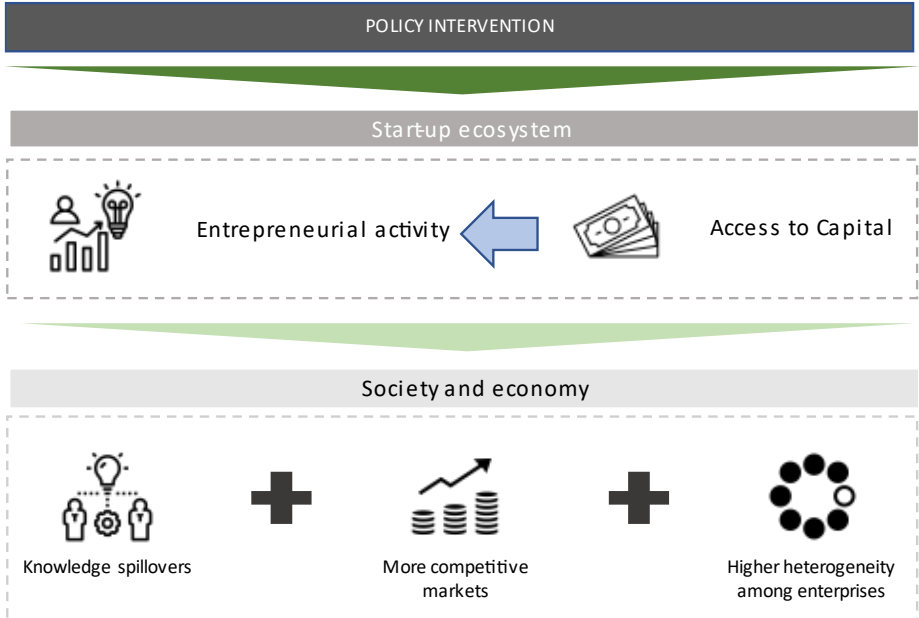 POLICY INTERVENTION
Start-up ecosystem
Entrepreneurial activity
Access to Capital
Society and economy
Knowledge spillovers
More competitive
markets
Higher heterogeneity
among enterprises